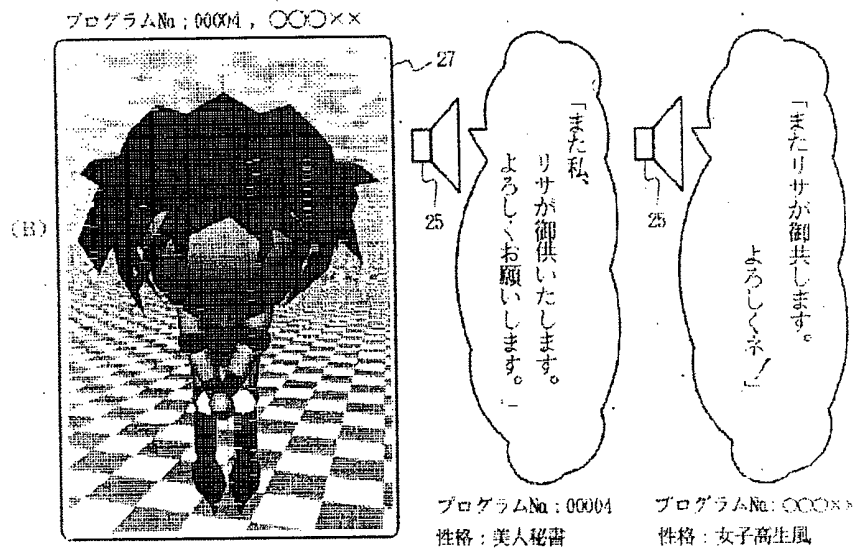 プログラムNo ; 00004 , ○○○××
27
(B)
25
「また私、
リサが御供いたします。
よろしくお願いします。」
プログラムNo : 00004
性格 : 美人秘書
25
「またリサが御共します。
よろしくネ!」
プログラムNo : ○○○××
性格 : 女子高生風